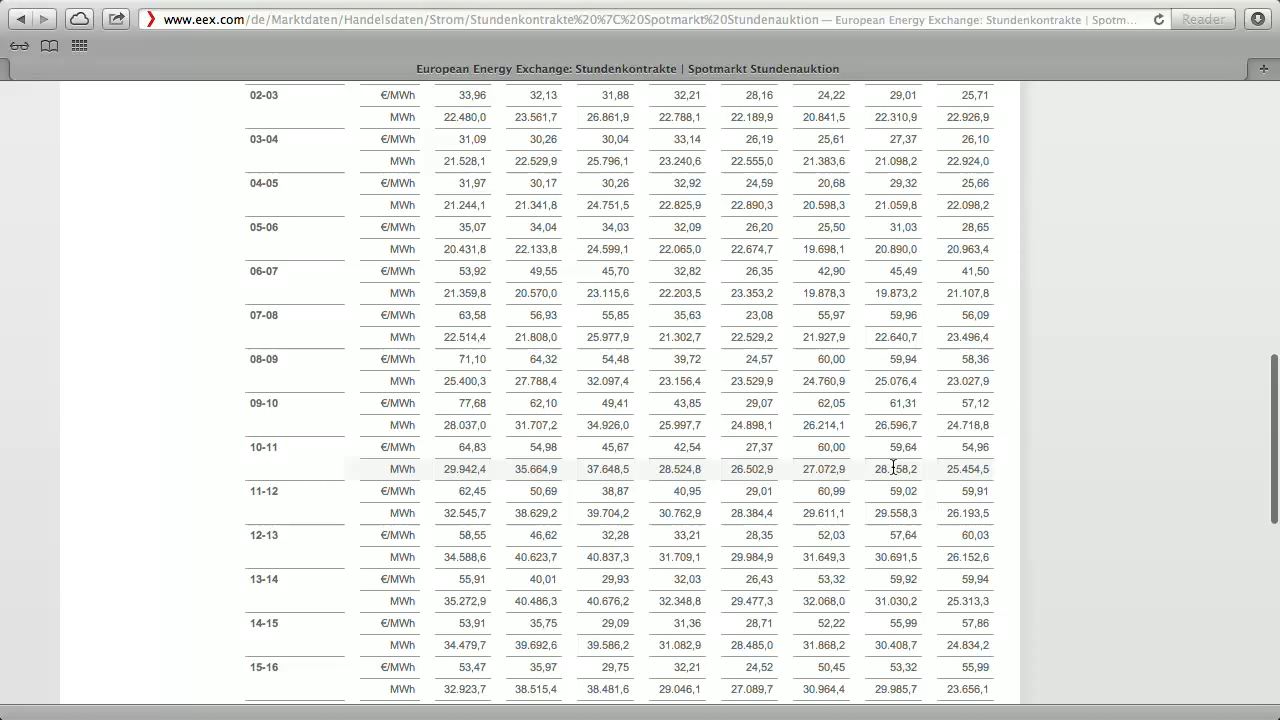 www.eex.com/de/Marktdaten/Handelsdaten/Strom/Stundenkontrakte%20%7C%20Spotmarkt%20Stundenauktion — European Energy Exchange: Stundenkontrakte | Spotm... Reader
European Energy Exchange: Stundenkontrakte | Spotmarkt Stundenauktion
02-03 €/MWh 33,96 32,13 31,88 32,21 28,16 24,22 29,01 25,71
MWh 22.480,0 23.561,7 26.861,9 22.788,1 22.189,9 20.841,5 22.310,9 22.926,9
03-04 €/MWh 31,09 30,26 30,04 33,14 26,19 25,61 27,37 26,10
MWh 21.528,1 22.529,9 25.796,1 23.240,6 22.555,0 21.383,6 21.098,2 22.924,0
04-05 €/MWh 31,97 30,17 30,26 32,92 24,59 20,68 29,32 25,66
MWh 21.244,1 21.341,8 24.751,5 22.825,9 22.890,3 20.598,3 21.059,8 22.098,2
05-06 €/MWh 35,07 34,04 34,03 32,09 26,20 25,50 31,03 28,65
MWh 20.431,8 22.133,8 24.599,1 22.065,0 22.674,7 19.698,1 20.890,0 20.963,4
06-07 €/MWh 53,92 49,55 45,70 32,82 26,35 42,90 45,49 41,50
MWh 21.359,8 20.570,0 23.115,6 22.203,5 23.353,2 19.878,3 19.873,2 21.107,8
07-08 €/MWh 63,58 56,93 55,85 35,63 23,08 55,97 59,96 56,09
MWh 22.514,4 21.808,0 25.977,9 21.302,7 22.529,2 21.927,9 22.640,7 23.496,4
08-09 €/MWh 71,10 64,32 54,48 39,72 24,57 60,00 59,94 58,36
MWh 25.400,3 27.788,4 32.097,4 23.156,4 23.529,9 24.760,9 25.076,4 23.027,9
09-10 €/MWh 77,68 62,10 49,41 43,85 29,07 62,05 61,31 57,12
MWh 28.037,0 31.707,2 34.926,0 25.997,7 24.898,1 26.214,1 26.596,7 24.718,8
10-11 €/MWh 64,83 54,98 45,67 42,54 27,37 60,00 59,64 54,96
MWh 29.942,4 35.664,9 37.648,5 28.524,8 26.502,9 27.072,9 25.454,5
11-12 €/MWh 62,45 50,69 38,87 40,95 29,01 60,99 59,02 59,91
MWh 32.545,7 38.629,2 39.704,2 30.762,9 28.384,4 29.611,1 29.558,3 26.193,5
12-13 €/MWh 58,55 46,62 32,28 33,21 28,35 52,03 57,64 60,03
MWh 34.588,6 40.623,7 40.837,3 31.709,1 29.984,9 31.649,3 30.691,5 26.152,6
13-14 €/MWh 55,91 40,01 29,93 32,03 26,43 53,32 59,92 59,94
MWh 35.272,9 40.486,3 40.676,2 32.348,8 29.477,3 32.068,0 31.030,2 25.313,3
14-15 €/MWh 53,91 35,75 29,09 31,36 28,71 52,22 55,99 57,86
MWh 34.479,7 39.692,6 39.586,2 31.082,9 28.485,0 31.868,2 30.408,7 24.834,2
15-16 €/MWh 53,47 35,97 29,75 32,21 24,52 50,45 53,32 55,99
MWh 32.923,7 38.515,4 38.481,6 29.046,1 27.089,7 30.964,4 29.985,7 23.656,1